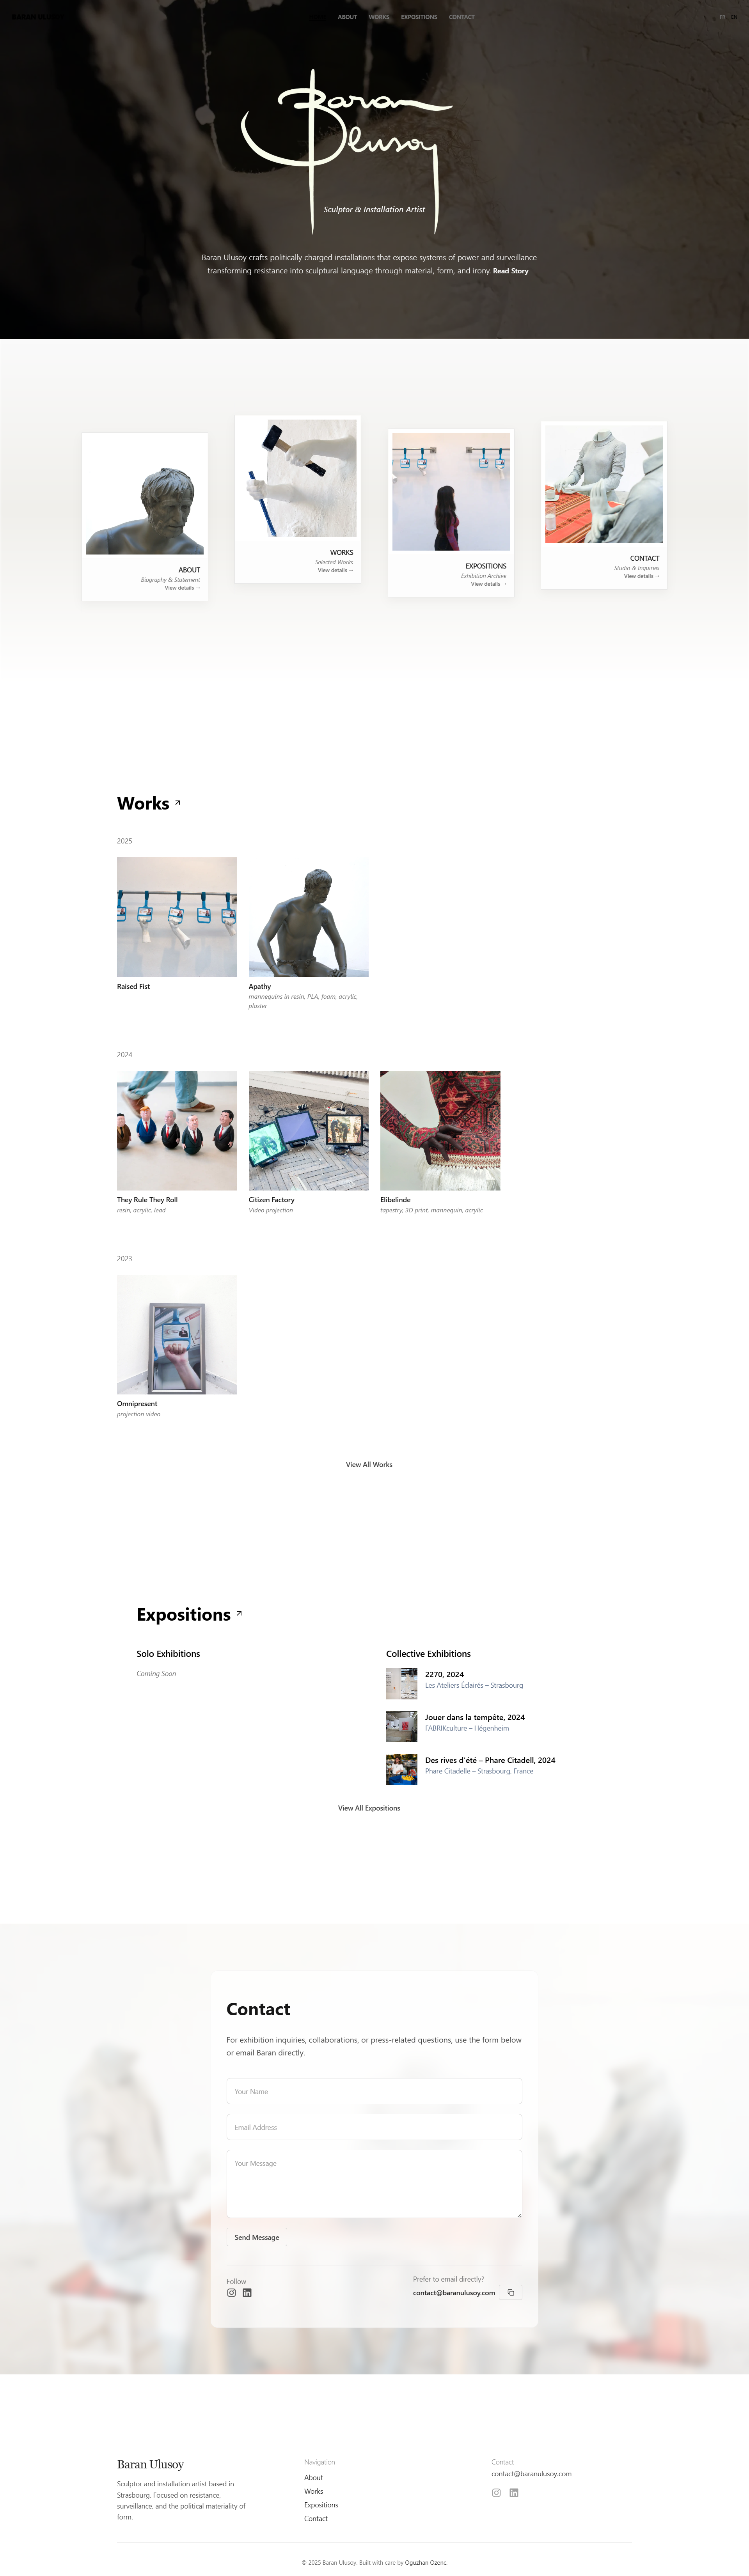 BARAN ULUSOY
ABOUT WORKS EXPOSITIONS CONTACT
FR EN
Baran
Ulusoy
Sculptor & Installation Artist
Baran Ulusoy crafts politically charged installations that expose systems of power and surveillance —
transforming resistance into sculptural language through material, form, and irony. Read Story
ABOUT
Biography & Statement
View details →
WORKS
Selected Works
View details →
EXPOSITIONS
Exhibition Archive
View details →
CONTACT
Studio & Inquiries
View details →
Works
2025
Raised Fist
Apathy
mannequins in resin, PLA, foam, acrylic,
plaster
2024
They Rule They Roll
resin, acrylic, lead
Citizen Factory
Video projection
Elibelinde
tapestry, 3D print, mannequin, acrylic
2023
Omnipresent
projection video
View All Works
Expositions
Solo Exhibitions
Coming Soon
Collective Exhibitions
2270, 2024
Les Ateliers Éclairés – Strasbourg
Jouer dans la tempête, 2024
FABRIKculture – Hégenheim
Des rives d'été – Phare Citadell, 2024
Phare Citadelle – Strasbourg, France
View All Expositions
Contact
For exhibition inquiries, collaborations, or press-related questions, use the form below
or email Baran directly.
Your Name
Email Address
Your Message
Send Message
Follow
Prefer to email directly?
contact@baranulusoy.com
Baran Ulusoy
Sculptor and installation artist based in
Strasbourg. Focused on resistance,
surveillance, and the political materiality of
form.
Navigation
About
Works
Expositions
Contact
Contact
contact@baranulusoy.com
© 2025 Baran Ulusoy. Built with care by Oguzhan Ozenc.